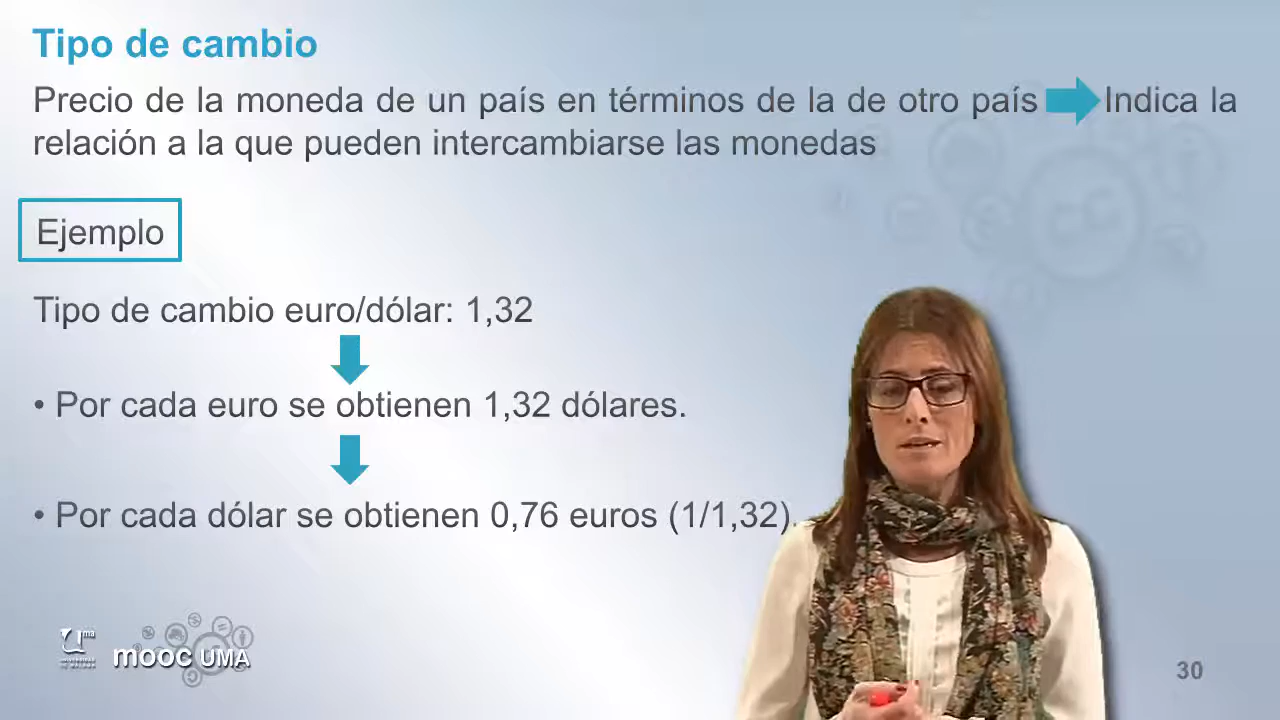 Tipo de cambio
Precio de la moneda de un país en términos de la de otro país Indica la
relación a la que pueden intercambiarse las monedas
Ejemplo
Tipo de cambio euro/dólar: 1,32
• Por cada euro se obtienen 1,32 dólares.
• Por cada dólar se obtienen 0,76 euros (1/1,32).
uma
mooc UMA
30